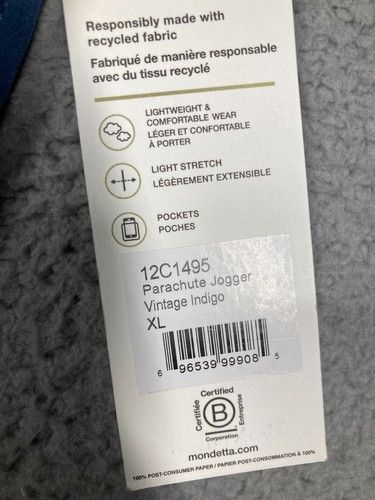 Responsibly made with
recycled fabric
Fabriqué de manière responsable
avec du tissu recyclé
LIGHTWEIGHT &
COMFORTABLE WEAR
LÉGER ET CONFORTABLE
À PORTER
LIGHT STRETCH
LÉGÈREMENT EXTENSIBLE
POCKETS
POCHES
12C1495
Parachute Jogger
Vintage Indigo
XL
6 96539 99908 5
Certified
Certifiée
B
Entreprise
Corporation
mondetta.com
100% POST-CONSUMER PAPER / PAPIER POST-CONSOMMATION À 100%